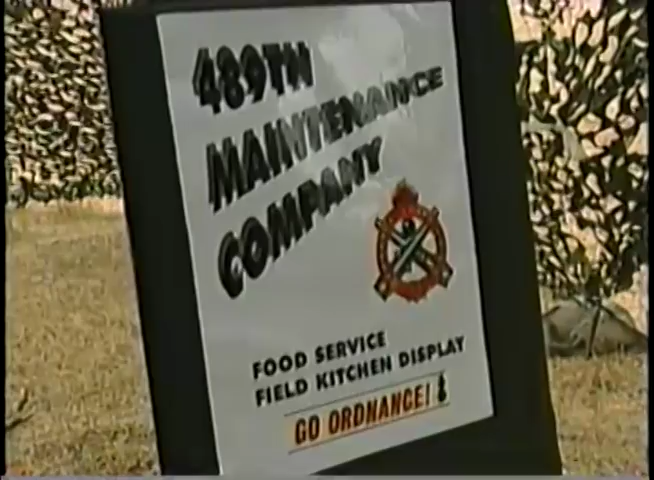 489TH
MAINTENANCE
COMPANY
FOOD SERVICE
FIELD KITCHEN DISPLAY
GO ORDNANCE!